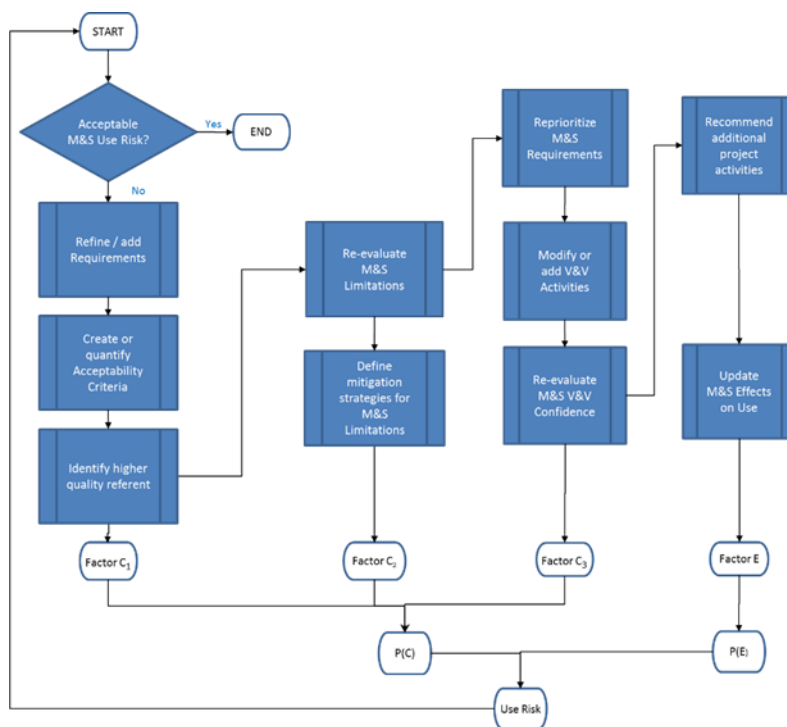 START
Acceptable
M&S Use Risk?
Yes
END
No
Refine / add
Requirements
Create or
quantify
Acceptability
Criteria
Identify higher
quality referent
Factor C₁
Re-evaluate
M&S
Limitations
Define
mitigation
strategies for
M&S
Limitations
Factor C₂
Reprioritize
M&S
Requirements
Modify or
add V&V
Activities
Re-evaluate
M&S V&V
Confidence
Factor C₃
Recommend
additional
project
activities
Update
M&S Effects
on Use
Factor E
P(C)
P(E)
Use Risk